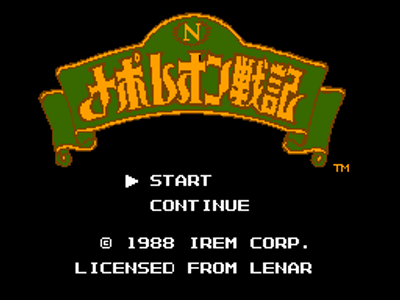 N
ナポレオン戦記
TM
START
CONTINUE
© 1988 IREM CORP.
LICENSED FROM LENAR